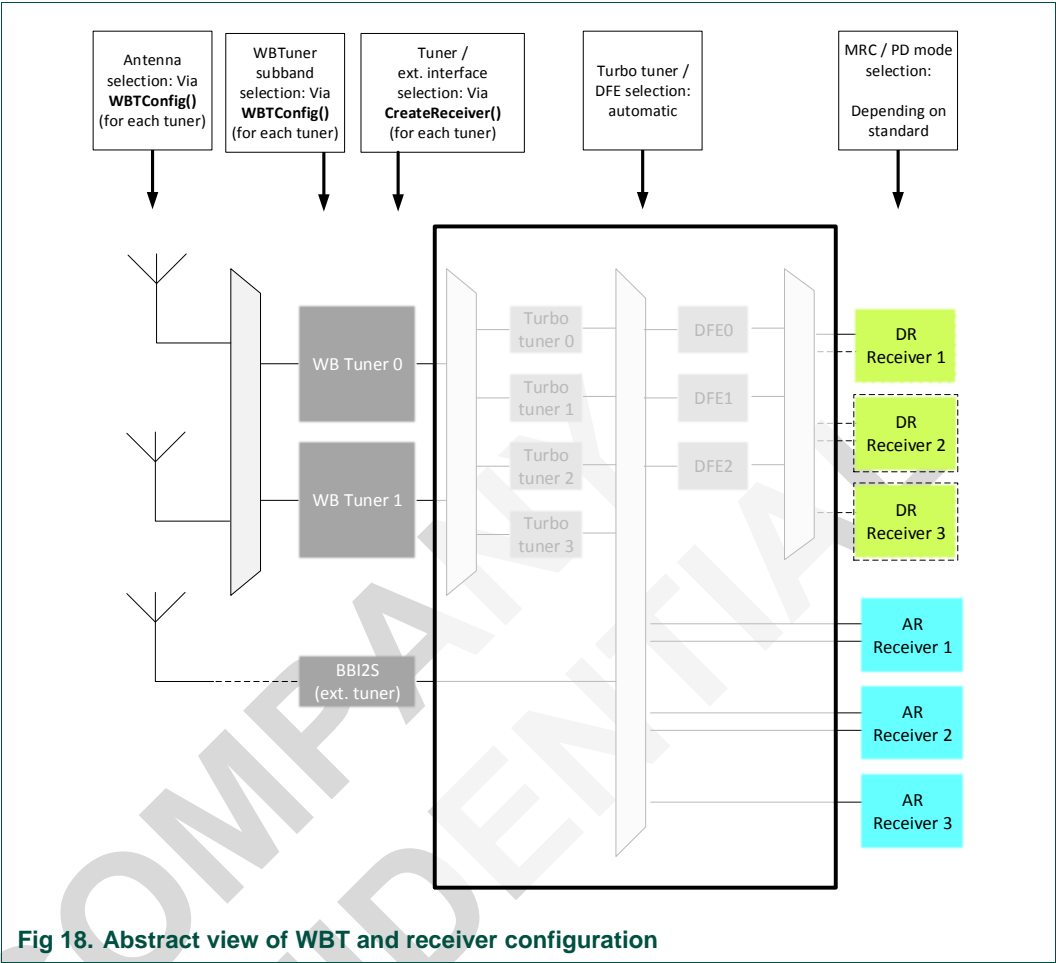 Antenna
selection: Via
WBTConfig()
(for each tuner)
WBTuner
subband
selection: Via
WBTConfig()
(for each tuner)
Tuner /
ext. interface
selection: Via
CreateReceiver()
(for each tuner)
Turbo tuner /
DFE selection:
automatic
MRC / PD mode
selection:
Depending on
standard
WB Tuner 0
WB Tuner 1
BBI2S
(ext. tuner)
Turbo
tuner 0
Turbo
tuner 1
Turbo
tuner 2
Turbo
tuner 3
DFE0
DFE1
DFE2
DR
Receiver 1
DR
Receiver 2
DR
Receiver 3
AR
Receiver 1
AR
Receiver 2
AR
Receiver 3
COMPANY
Fig 18. Abstract view of WBT and receiver configuration